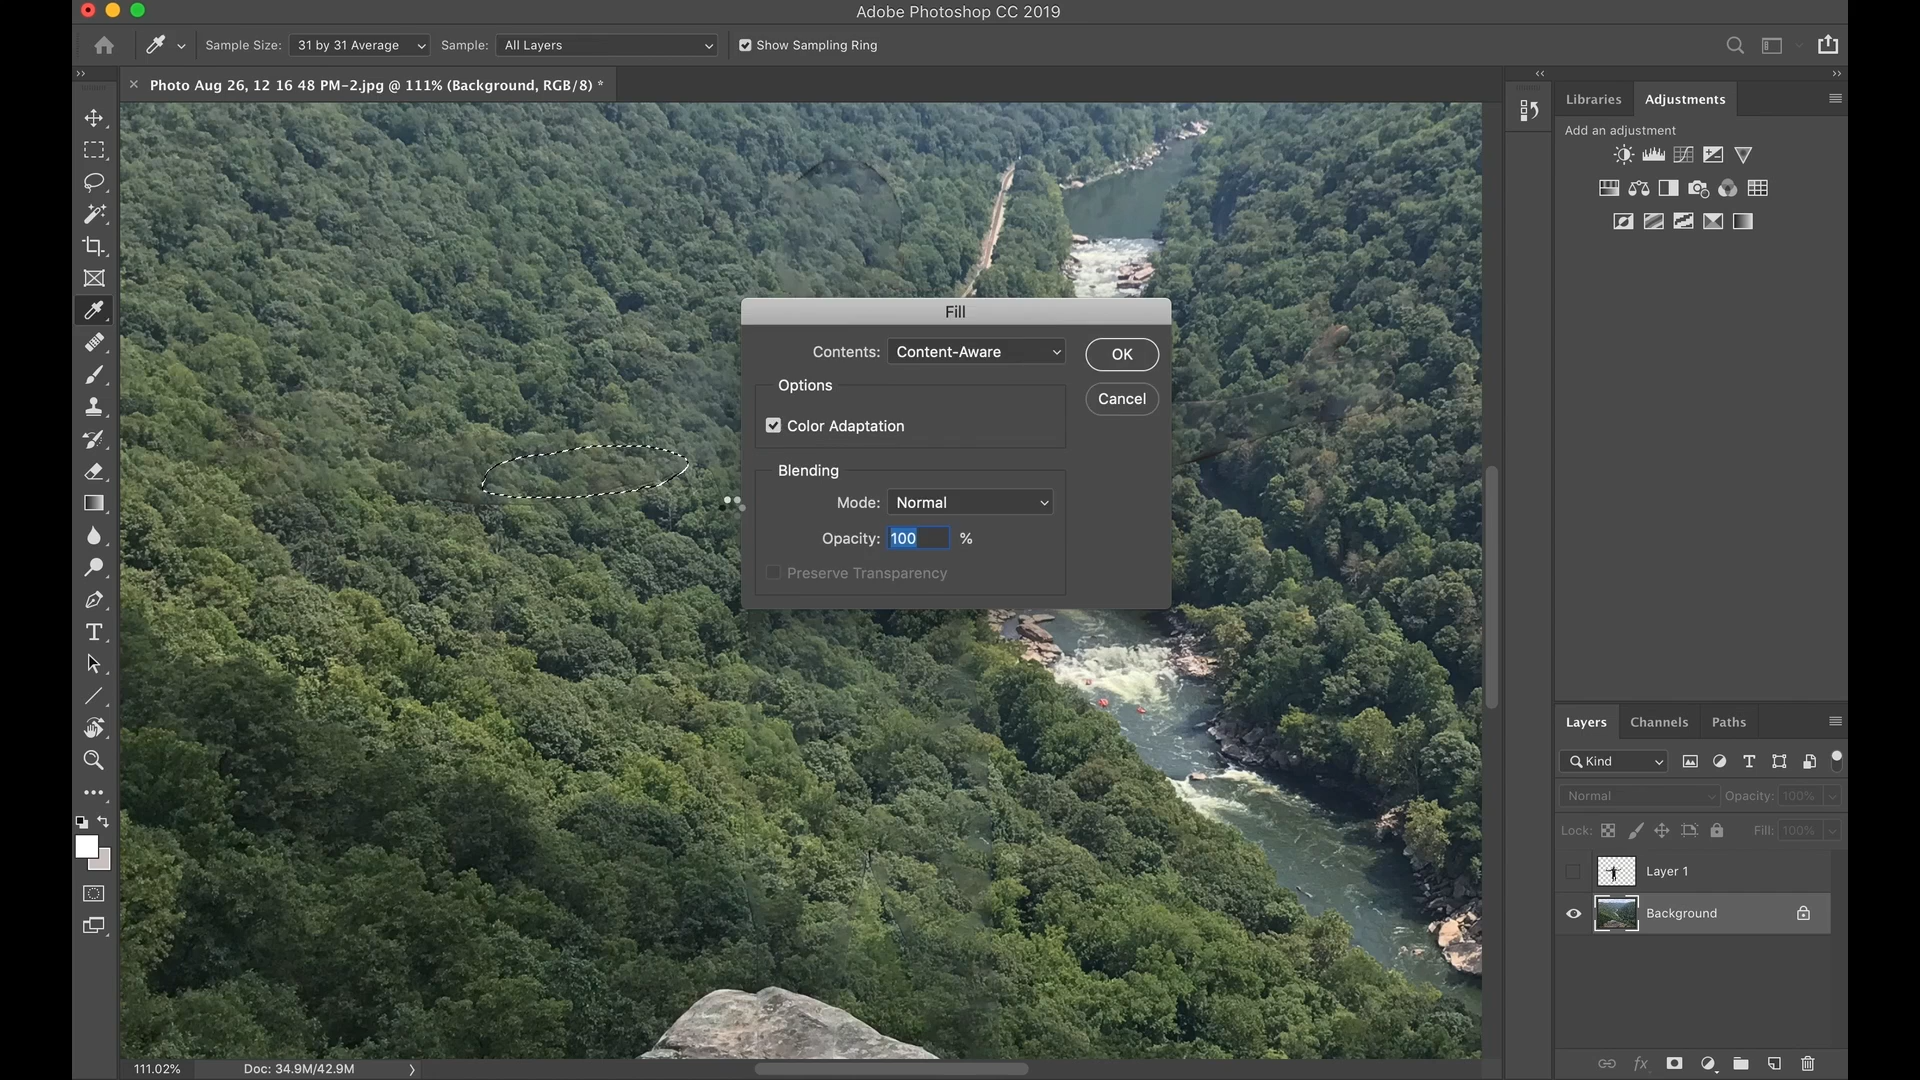 Adobe Photoshop CC 2019
Sample Size: 31 by 31 Average Sample: All Layers Show Sampling Ring
Photo Aug 26, 12 16 48 PM-2.jpg @ 111% (Background, RGB/8) *
Libraries Adjustments
Add an adjustment
Fill
Contents: Content-Aware OK
Options
Cancel
Color Adaptation
Blending
Mode: Normal
Opacity: 100 %
Preserve Transparency
Layers Channels Paths
Kind
Normal Opacity: 100%
Lock: Fill: 100%
Layer 1
Background
111.02% Doc: 34.9M/42.9M